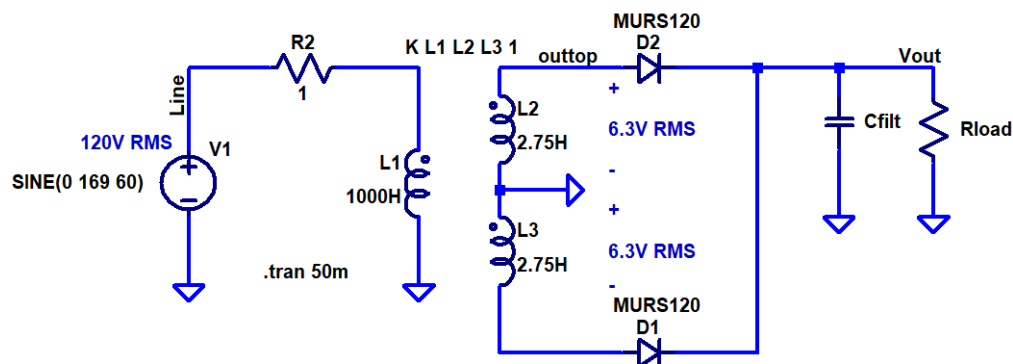 MURS120
D2
R2
K L1 L2 L3 1
outtop
Vout
1
Line
+
L2
120V RMS
V1
2.75H
6.3V RMS
Cfilt
Rload
+
L1
SINE(0 169 60)
1000H
-
+
L3
2.75H
6.3V RMS
.tran 50m
-
MURS120
D1